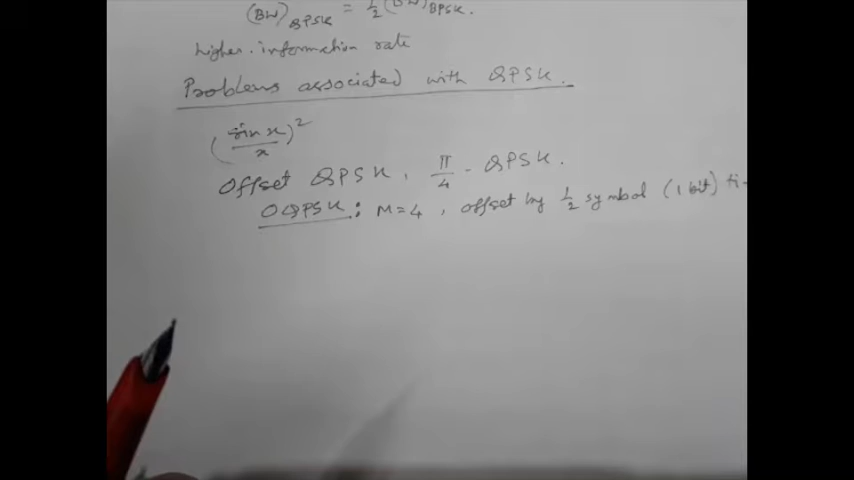 (BW)QPSK = 1/2 (BW)BPSK.
higher information rate
Problems associated with QPSK.
(sin x / x)²
Offset QPSK, π/4 - QPSK.
OQPSK: M=4, offset by 1/2 symbol (1 bit) ti